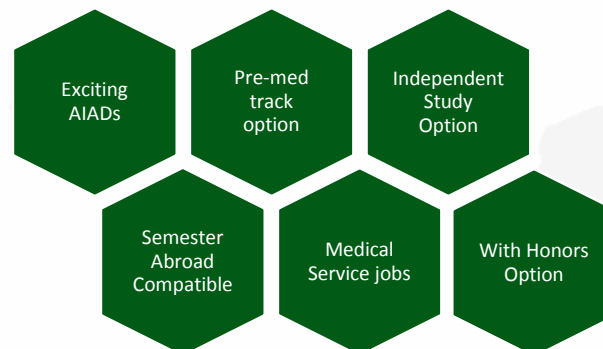 Exciting
AIADs
Pre-med
track
option
Independent
Study
Option
Semester
Abroad
Compatible
Medical
Service jobs
With Honors
Option